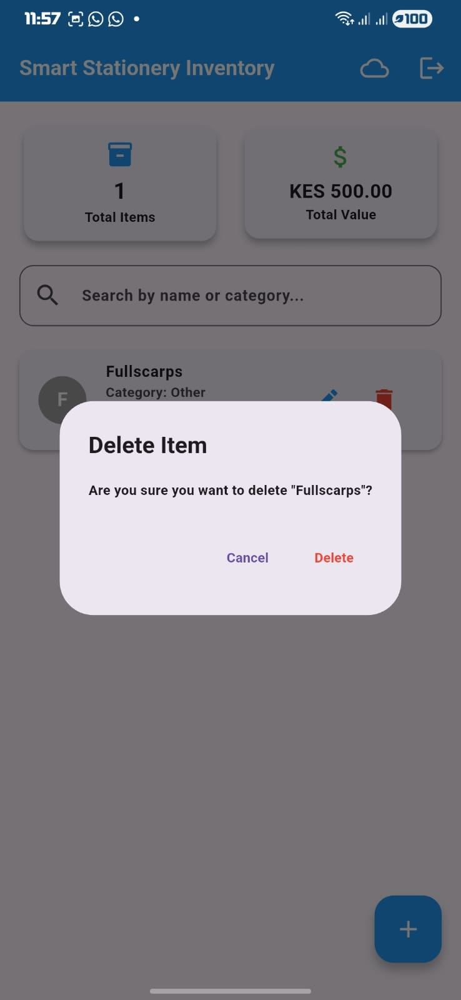 11:57
100
Smart Stationery Inventory
1
Total Items
$
KES 500.00
Total Value
Search by name or category...
F
Fullscarps
Category: Other
Delete Item
Are you sure you want to delete "Fullscarps"?
Cancel
Delete
+